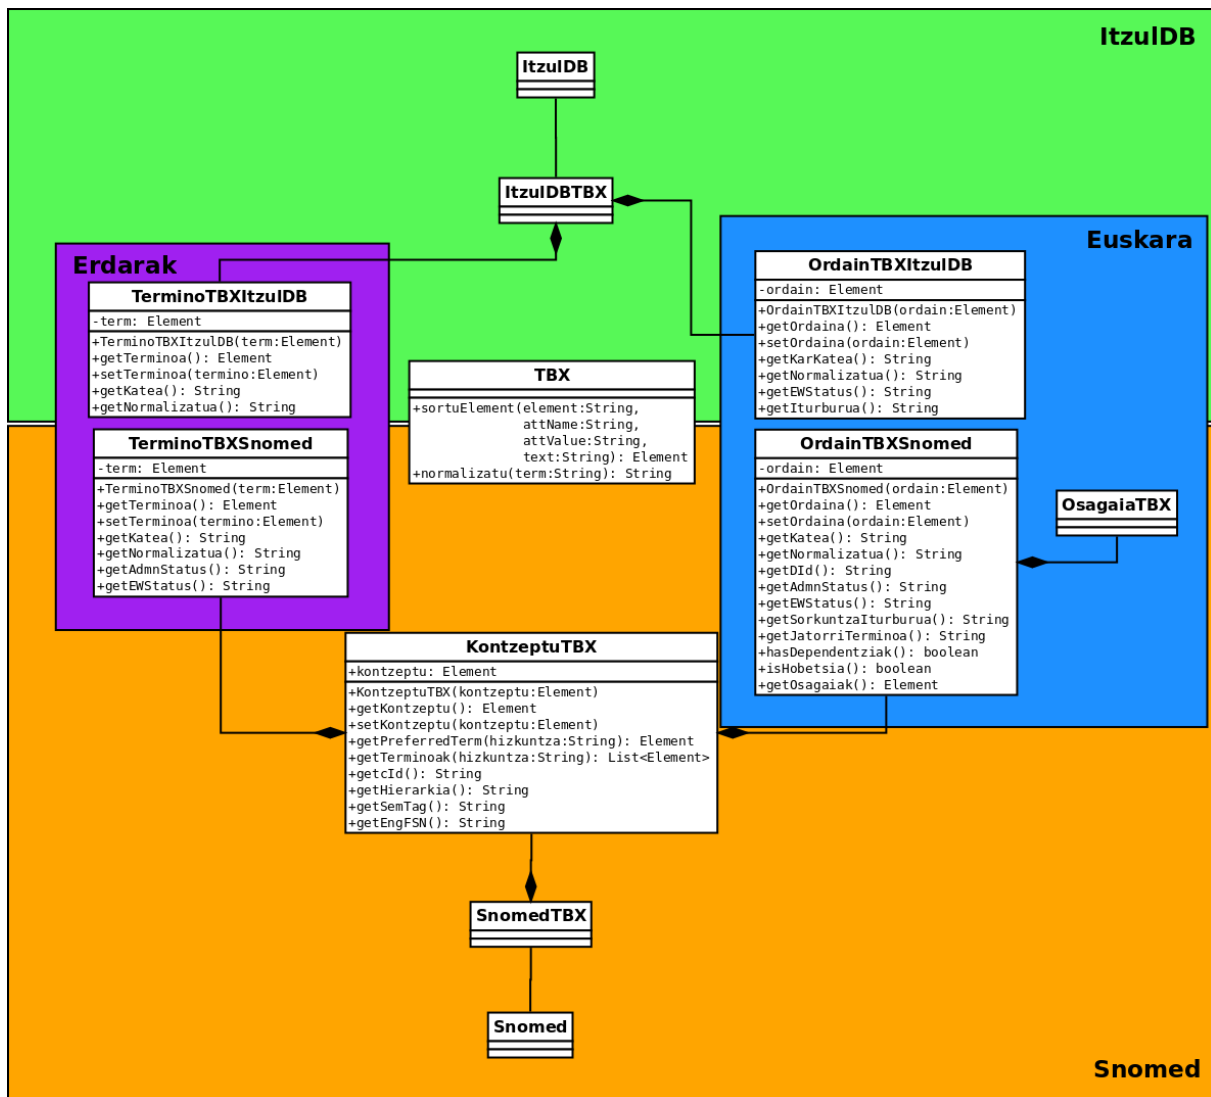 ItzulDB
ItzulDB
ItzulDBTBX
Erdarak
TerminoTBXItzulDB
-term: Element
+TerminoTBXItzulDB(term:Element)
+getTerminoa(): Element
+setTerminoa(termino:Element)
+getKatea(): String
+getNormalizatua(): String
TerminoTBXSnomed
-term: Element
+TerminoTBXSnomed(term:Element)
+getTerminoa(): Element
+setTerminoa(termino:Element)
+getKatea(): String
+getNormalizatua(): String
+getAdmnStatus(): String
+getEWStatus(): String
TBX
+sortuElement(element:String,
attName:String,
attValue:String,
text:String): Element
+normalizatu(term:String): String
Euskara
OrdainTBXItzulDB
-ordain: Element
+OrdainTBXItzulDB(ordain:Element)
+getOrdaina(): Element
+setOrdaina(ordain:Element)
+getKarKatea(): String
+getNormalizatua(): String
+getEWStatus(): String
+getIturburua(): String
OrdainTBXSnomed
-ordain: Element
+OrdainTBXSnomed(ordain:Element)
+getOrdaina(): Element
+setOrdaina(ordain:Element)
+getKatea(): String
+getNormalizatua(): String
+getDId(): String
+getAdmnStatus(): String
+getEWStatus(): String
+getSorkuntzaIturburua(): String
+getJatorriTerminoa(): String
+hasDependentziak(): boolean
+isHobetsia(): boolean
+getOsagaiak(): Element
OsagaiaTBX
KontzeptuTBX
+kontzeptu: Element
+KontzeptuTBX(kontzeptu:Element)
+getKontzeptu(): Element
+setKontzeptu(kontzeptu:Element)
+getPreferredTerm(hizkuntza:String): Element
+getTerminoak(hizkuntza:String): List<Element>
+getcId(): String
+getHierarkia(): String
+getSemTag(): String
+getEngFSN(): String
SnomedTBX
Snomed
Snomed